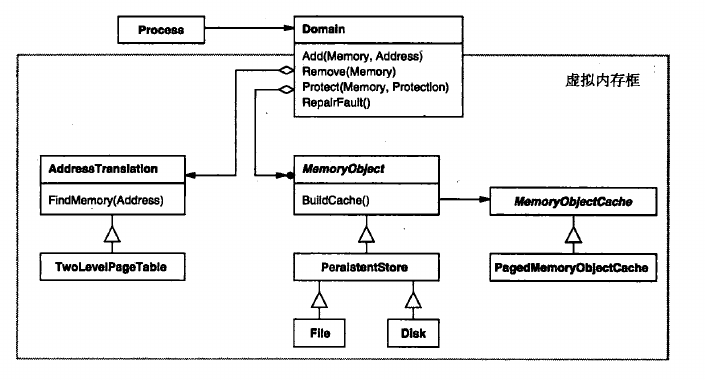 Process
Domain
Add(Memory, Address)
Remove(Memory)
Protect(Memory, Protection)
RepairFault()
虚拟内存框
AddressTranslation
FindMemory(Address)
MemoryObject
BuildCache()
MemoryObjectCache
TwoLevelPageTable
PersistentStore
PagedMemoryObjectCache
File
Disk